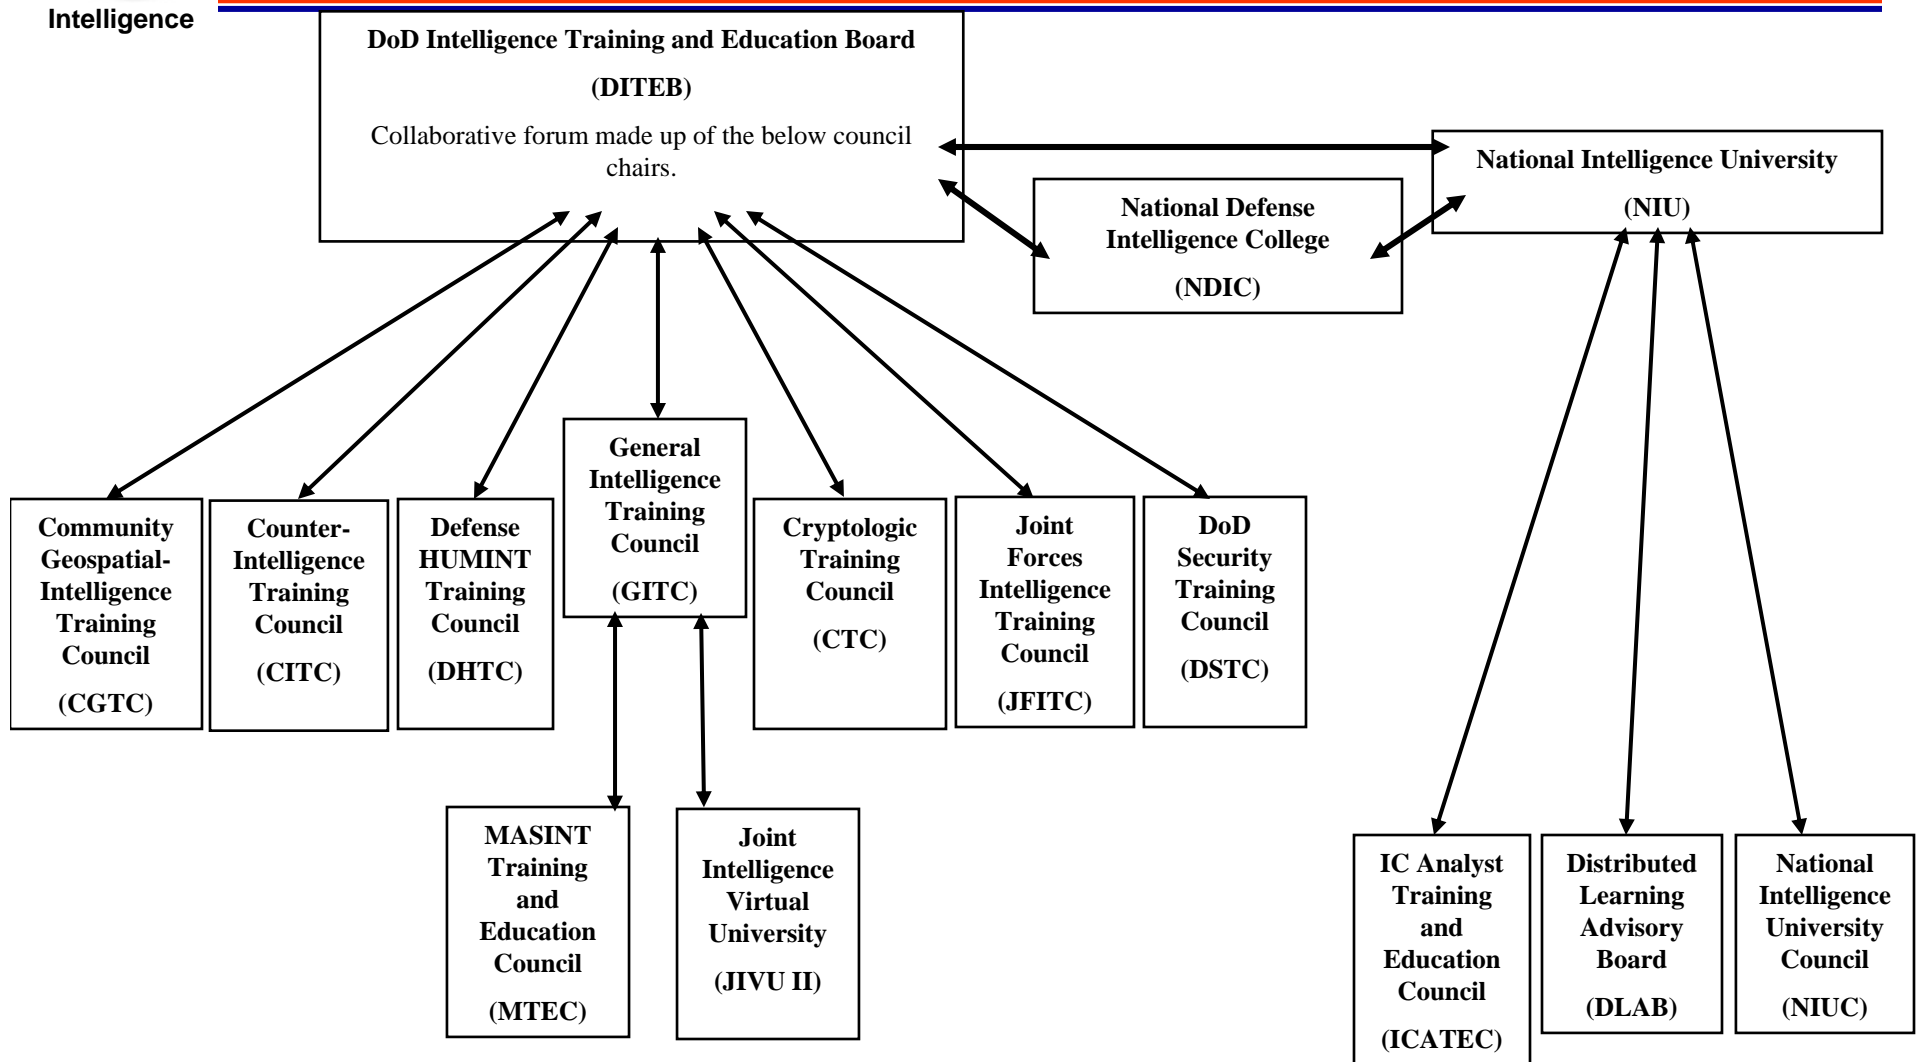 Intelligence
DoD Intelligence Training and Education Board
(DITEB)
Collaborative forum made up of the below council
chairs.
National Intelligence University
(NIU)
National Defense
Intelligence College
(NDIC)
General
Intelligence
Training
Council
(GITC)
Community
Geospatial-
Intelligence
Training
Council
(CGTC)
Counter-
Intelligence
Training
Council
(CITC)
Defense
HUMINT
Training
Council
(DHTC)
Cryptologic
Training
Council
(CTC)
Joint
Forces
Intelligence
Training
Council
(JFITC)
DoD
Security
Training
Council
(DSTC)
MASINT
Training
and
Education
Council
(MTEC)
Joint
Intelligence
Virtual
University
(JIVU II)
IC Analyst
Training
and
Education
Council
(ICATEC)
Distributed
Learning
Advisory
Board
(DLAB)
National
Intelligence
University
Council
(NIUC)